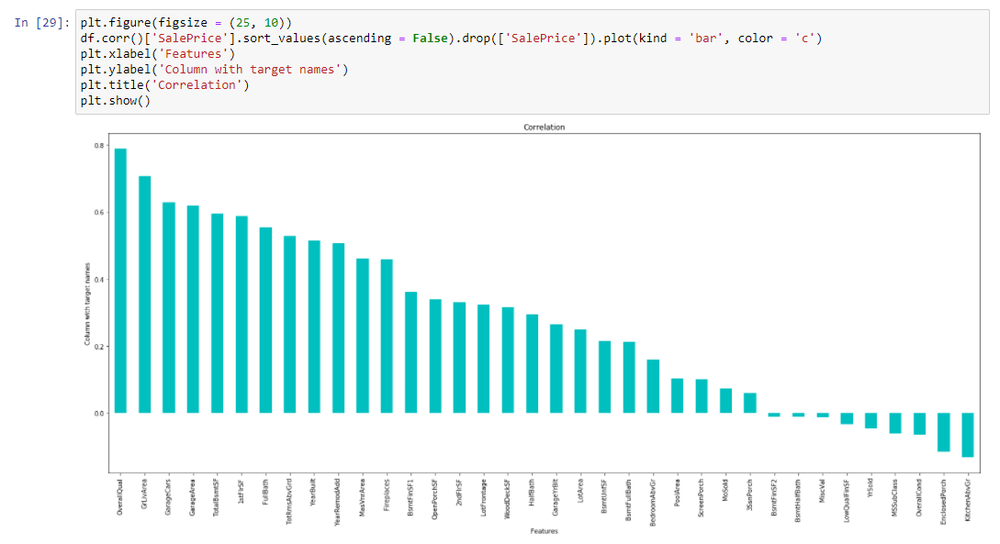 In [29]: plt.figure(figsize = (25, 10))
df.corr()['SalePrice'].sort_values(ascending = False).drop(['SalePrice']).plot(kind = 'bar', color = 'c')
plt.xlabel('Features')
plt.ylabel('Column with target names')
plt.title('Correlation')
plt.show()
Correlation
0.8
0.6
0.4
0.2
0.0
Column with target names
OverallQual
GrLivArea
GarageCars
GarageArea
TotalBsmtSF
1stFlrSF
FullBath
TotRmsAbvGrd
YearBuilt
YearRemodAdd
MasVnrArea
Fireplaces
BsmtFinSF1
OpenPorchSF
2ndFlrSF
LotFrontage
WoodDeckSF
HalfBath
GarageYrBlt
LotArea
BsmtUnfSF
BsmtFullBath
BedroomAbvGr
PoolArea
ScreenPorch
MoSold
3SsnPorch
BsmtFinSF2
BsmtHalfBath
MiscVal
LowQualFinSF
YrSold
MSSubClass
OverallCond
EnclosedPorch
KitchenAbvGr
Features